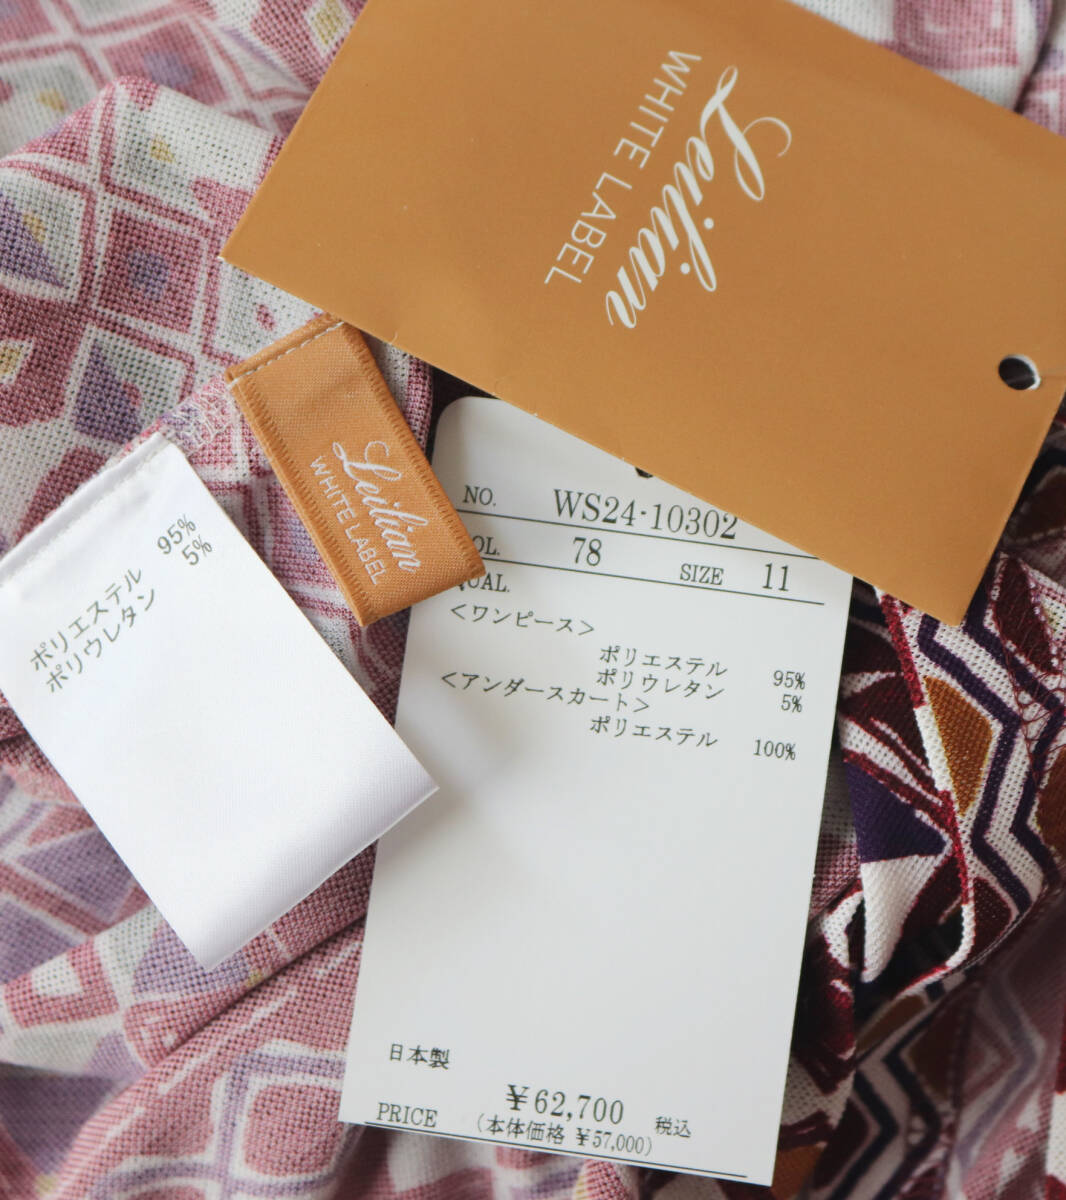 Leilian
WHITE LABEL
Leilian
WHITE LABEL
ポリエステル 95%
ポリウレタン 5%
NO. WS24-10302
OL. 78 SIZE 11
UAL.
<ワンピース>
ポリエステル 95%
ポリウレタン 5%
<アンダースカート>
ポリエステル 100%
日本製
PRICE ¥62,700 税込
(本体価格 ¥57,000)